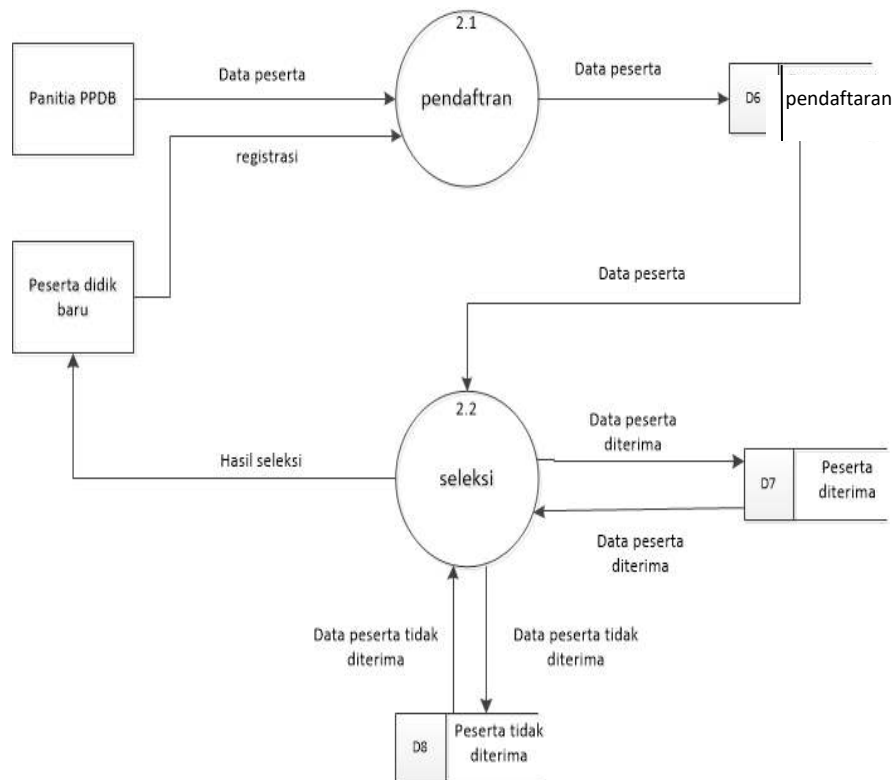 2.1
Panitia PPDB
Data peserta
pendaftran
Data peserta
D6
pendaftaran
registrasi
Peserta didik
baru
Data peserta
2.2
seleksi
Hasil seleksi
Data peserta
diterima
D7
Peserta
diterima
Data peserta
diterima
Data peserta tidak
diterima
Data peserta tidak
diterima
D8
Peserta tidak
diterima